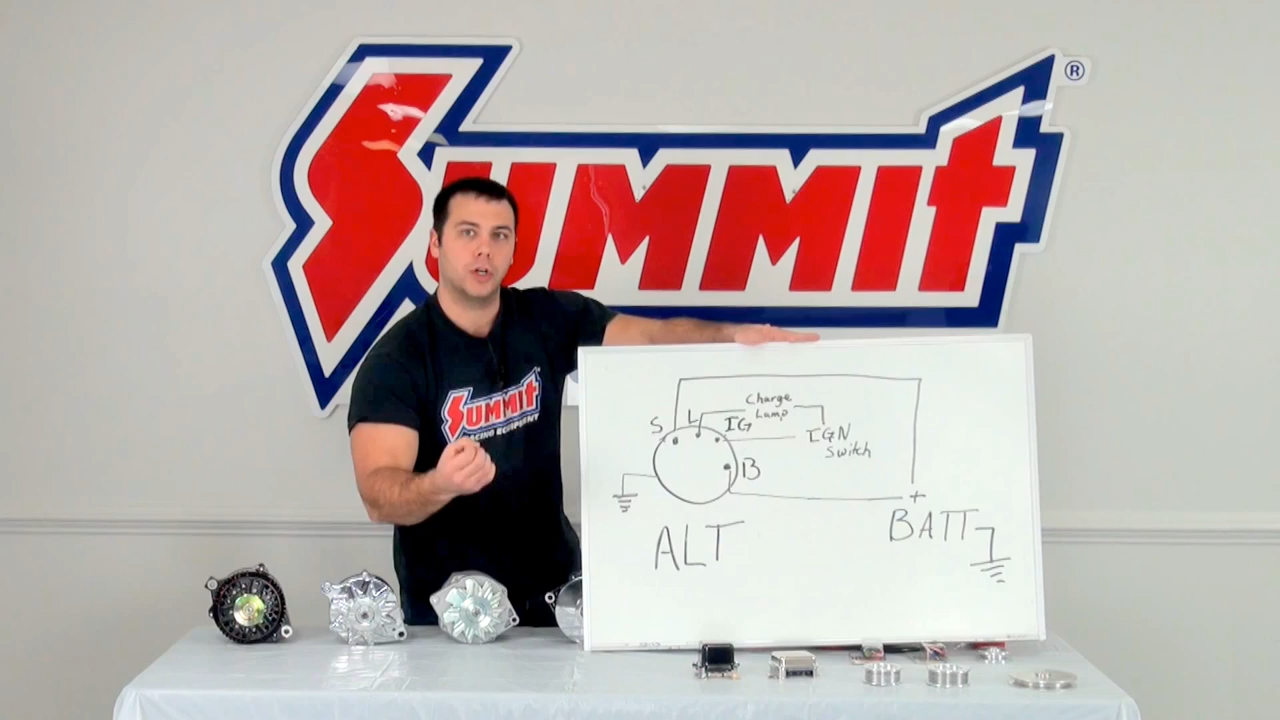 SUMMIT
®
SUMMIT
RACING EQUIPMENT
Charge
Lamp
S
L
IG
IGN
Switch
B
+
ALT
BATT